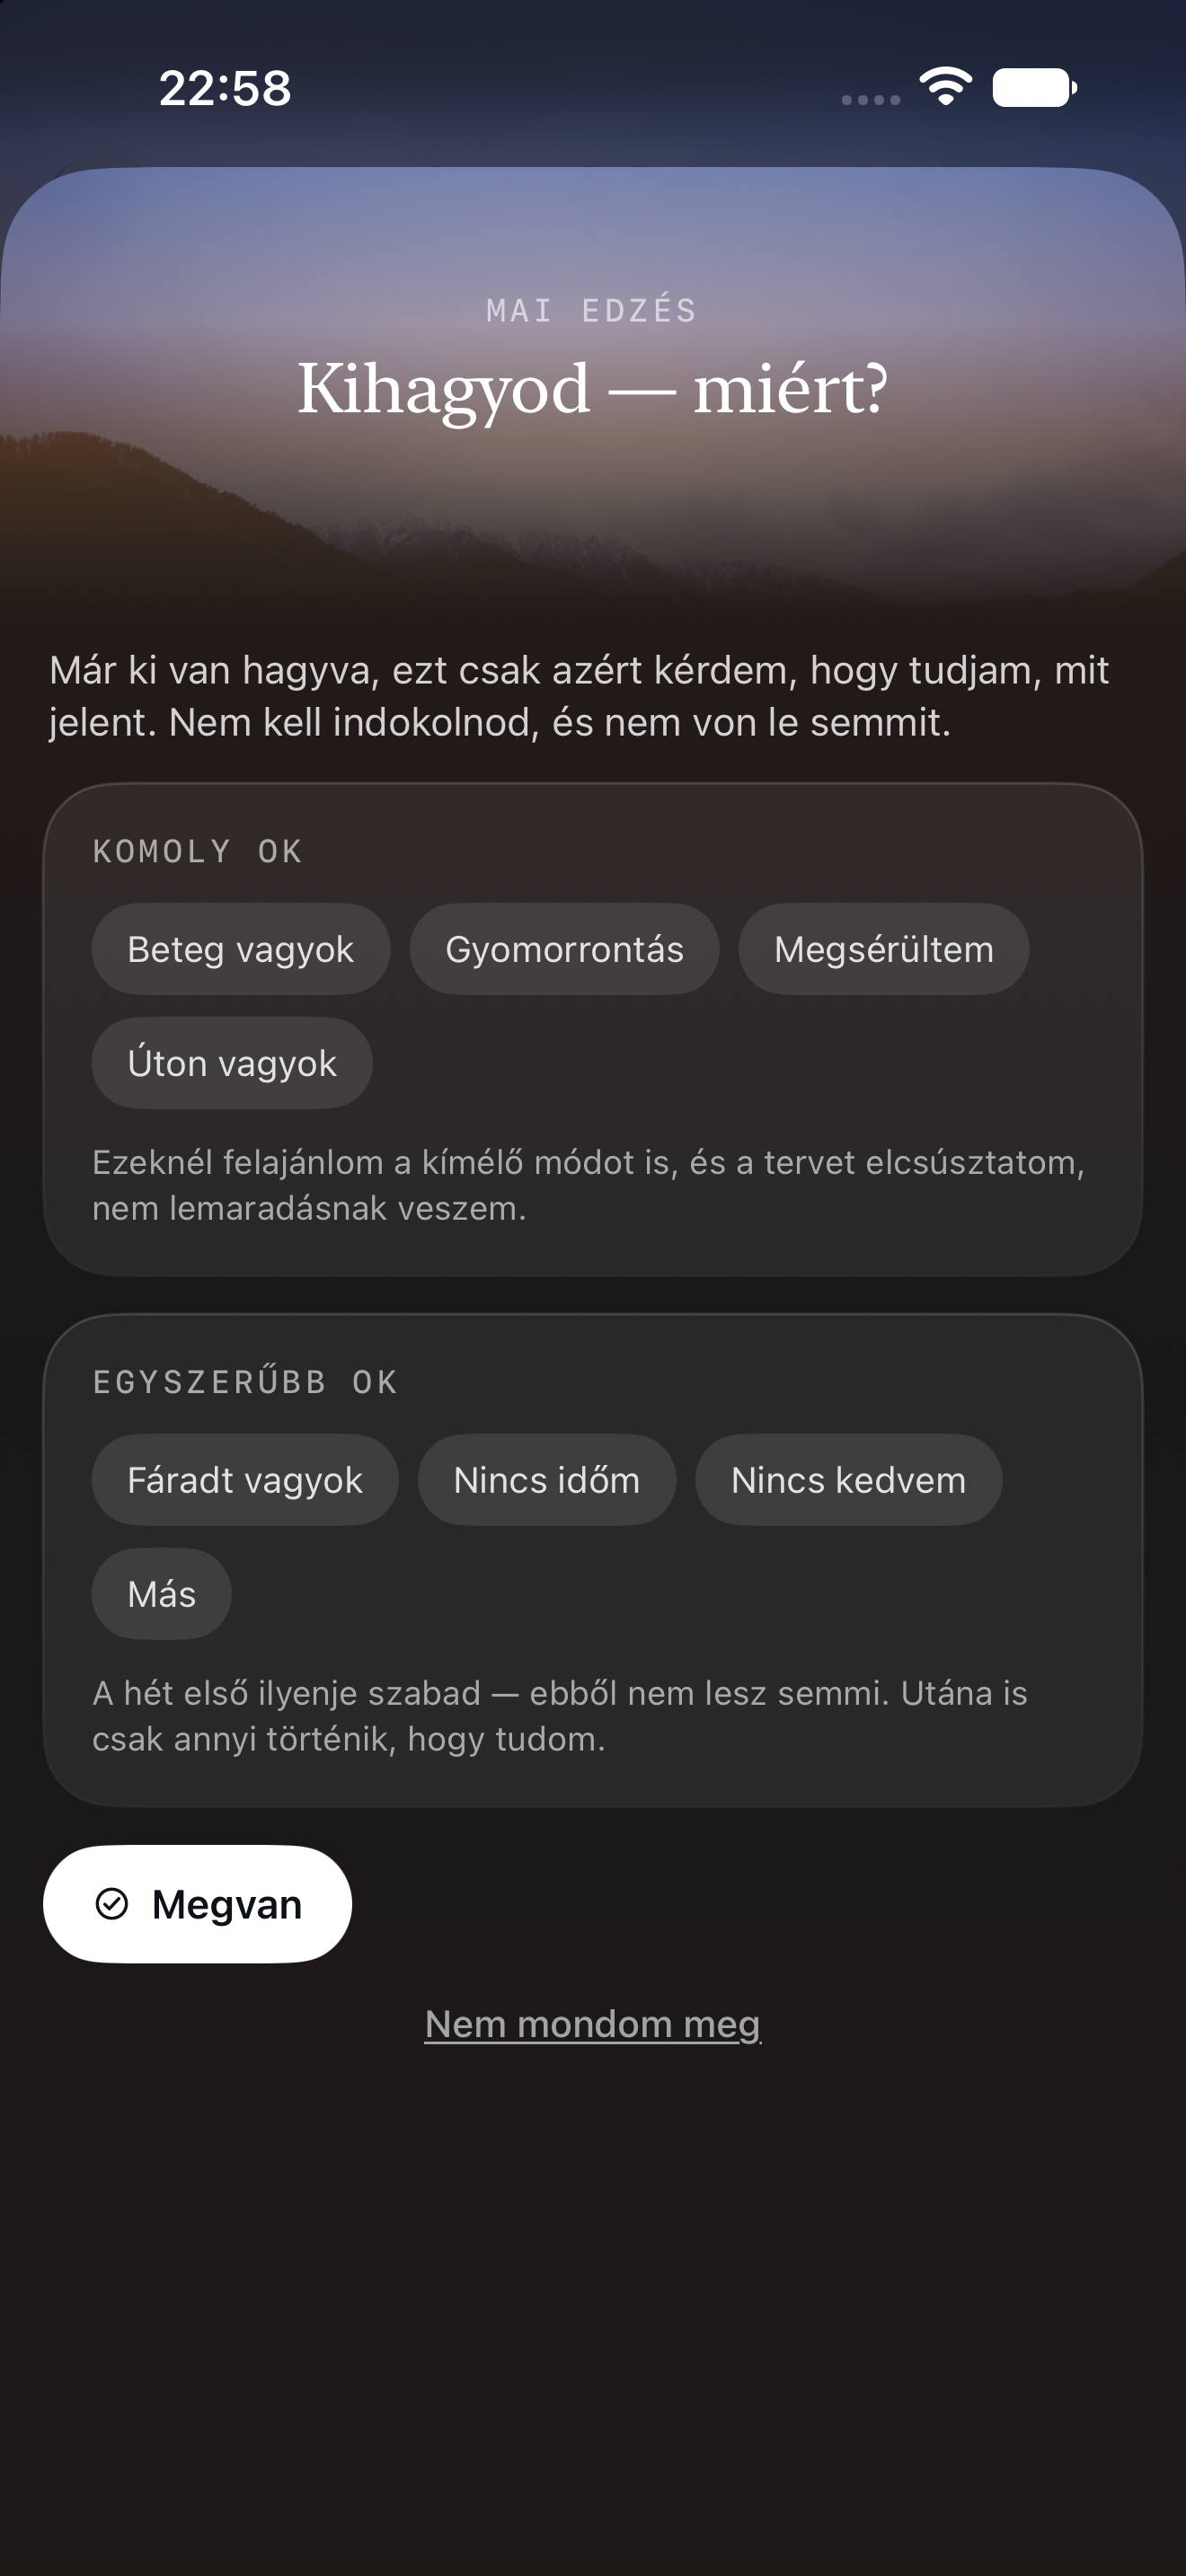 22:58
MAI EDZÉS
Kihagyod — miért?
Már ki van hagyva, ezt csak azért kérdem, hogy tudjam, mit
jelent. Nem kell indokolnod, és nem von le semmit.
KOMOLY OK
Beteg vagyok
Gyomorrontás
Megsérültem
Úton vagyok
Ezeknél felajánlom a kímélő módot is, és a tervet elcsúsztatom,
nem lemaradásnak veszem.
EGYSZERŰBB OK
Fáradt vagyok
Nincs időm
Nincs kedvem
Más
A hét első ilyenje szabad — ebből nem lesz semmi. Utána is
csak annyi történik, hogy tudom.
Megvan
Nem mondom meg